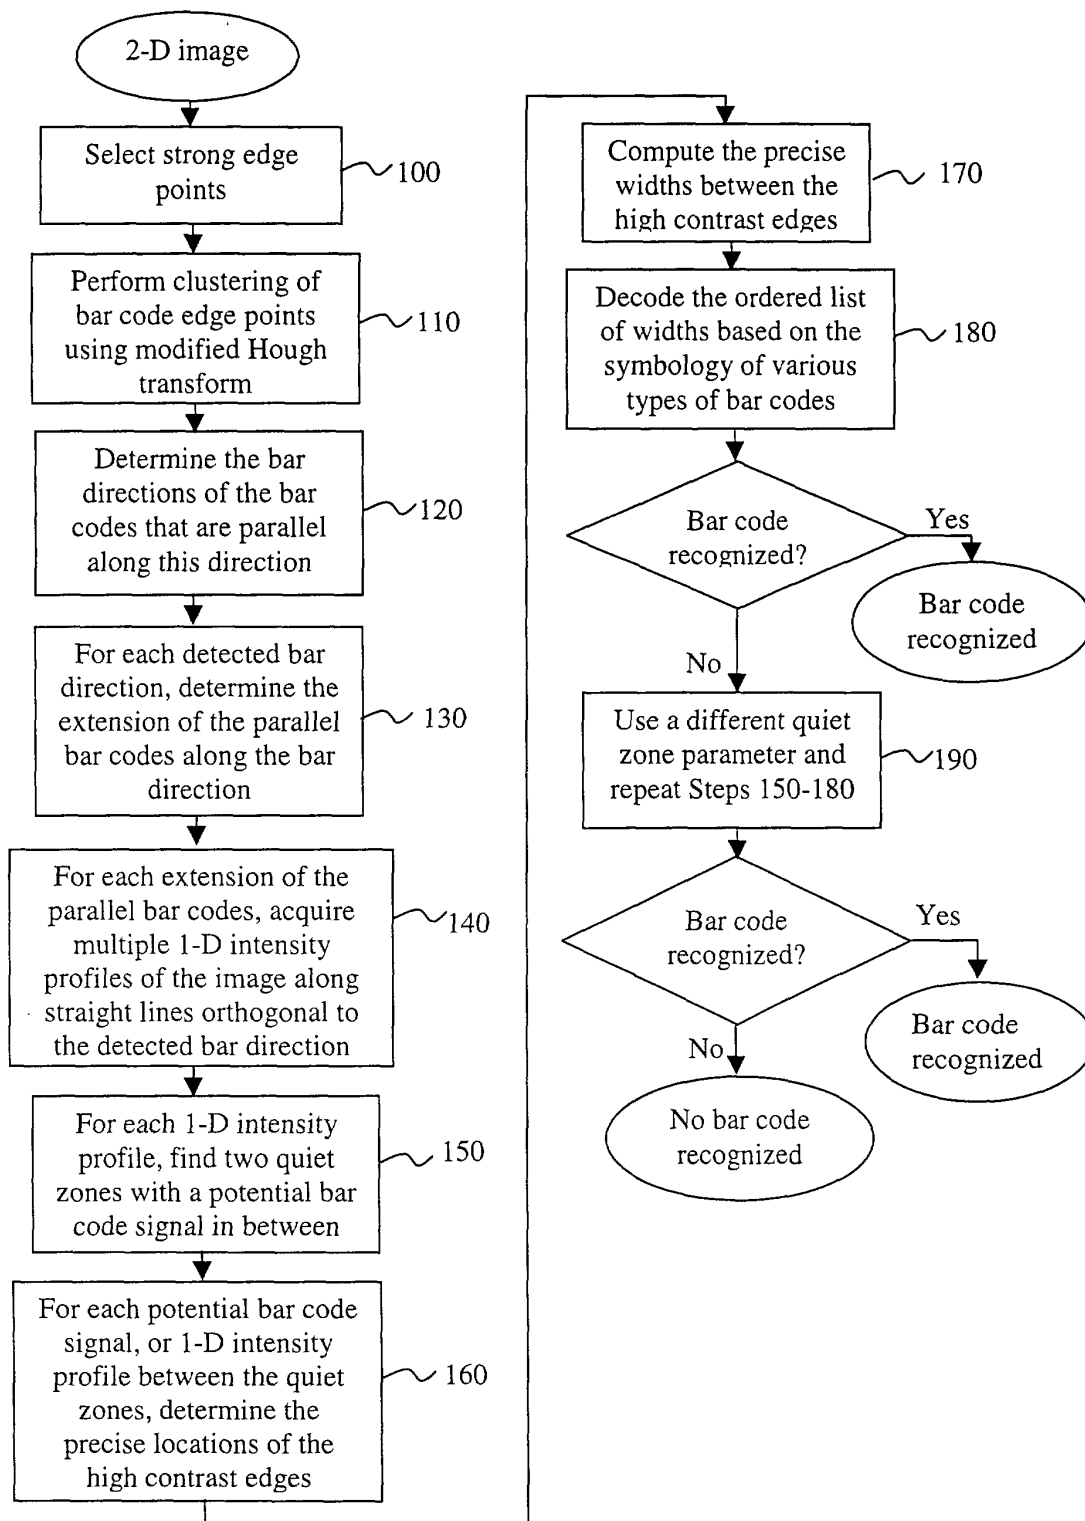 2-D image
Select strong edge
points
100
Perform clustering of
bar code edge points
using modified Hough
transform
110
Determine the bar
directions of the bar
codes that are parallel
along this direction
120
For each detected bar
direction, determine the
extension of the parallel
bar codes along the bar
direction
130
For each extension of the
parallel bar codes, acquire
multiple 1-D intensity
profiles of the image along
straight lines orthogonal to
the detected bar direction
140
For each 1-D intensity
profile, find two quiet
zones with a potential bar
code signal in between
150
For each potential bar code
signal, or 1-D intensity
profile between the quiet
zones, determine the
precise locations of the
high contrast edges
160
Compute the precise
widths between the
high contrast edges
170
Decode the ordered list
of widths based on the
symbology of various
types of bar codes
180
Bar code
recognized?
Yes
Bar code
recognized
No
Use a different quiet
zone parameter and
repeat Steps 150-180
190
Bar code
recognized?
Yes
Bar code
recognized
No
No bar code
recognized